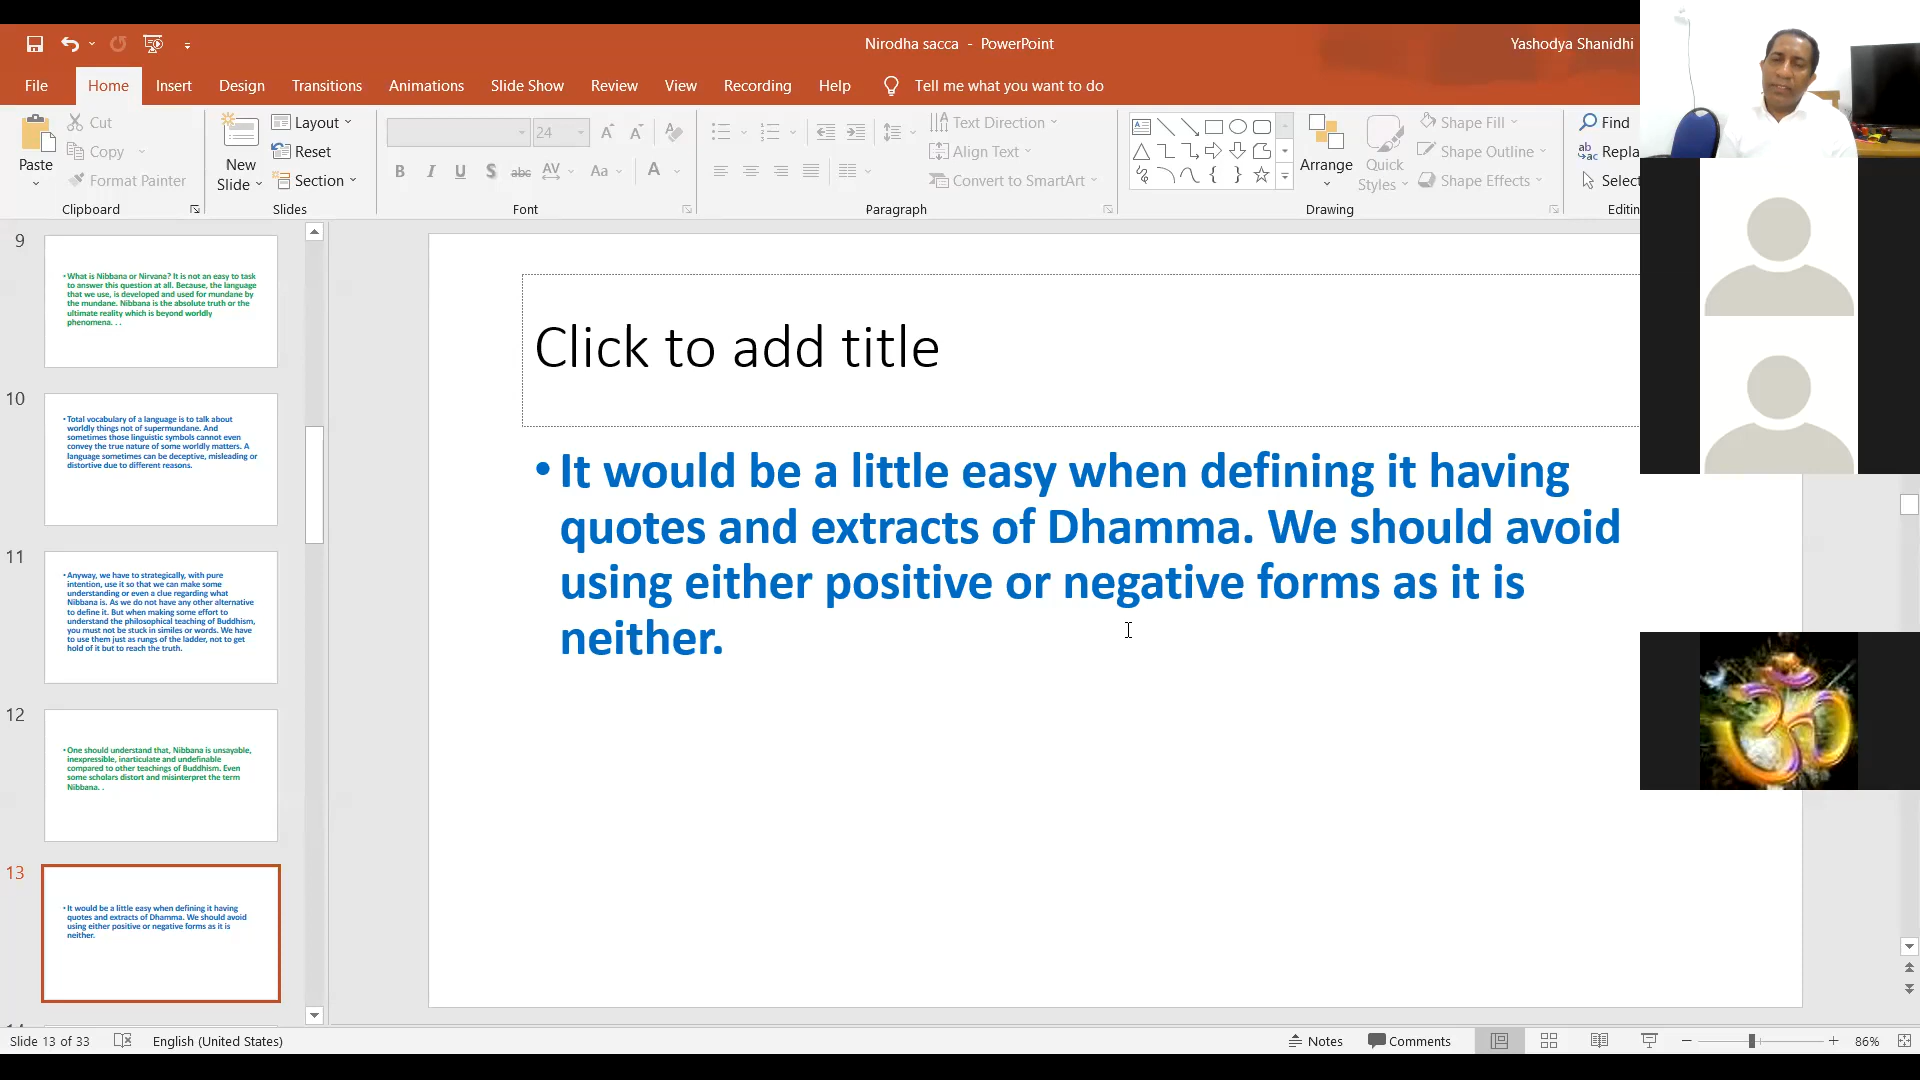 Nirodha sacca - PowerPoint
Yashodya Shanidhi
File Home Insert Design Transitions Animations Slide Show Review View Recording Help Tell me what you want to do
Paste
Cut
Copy
Format Painter
Clipboard
New
Slide
Layout
Reset
Section
Slides
24
B I U S abc AV Aa A
Font
Text Direction
Align Text
Convert to SmartArt
Paragraph
Arrange
Quick
Styles
Shape Fill
Shape Outline
Shape Effects
Drawing
Find
Repla
Select
Editin
9
• What is Nibbana or Nirvana? It is not an easy to task
to answer this question at all. Because, the language
that we use, is developed and used for mundane by
the mundane. Nibbana is the absolute truth or the
ultimate reality which is beyond worldly
phenomena. . .
10
• Total vocabulary of a language is to talk about
worldly things not of supermundane. And
sometimes those linguistic symbols cannot even
convey the true nature of some worldly matters. A
language sometimes can be deceptive, misleading or
distortive due to different reasons.
11
• Anyway, we have to strategically, with pure
intention, use it so that we can make some
understanding or even a clue regarding what
Nibbana is. As we do not have any other alternative
to define it. But when making some effort to
understand the philosophical teaching of Buddhism,
you must not be stuck in similes or words. We have
to use them just as rungs of the ladder, not to get
hold of it but to reach the truth.
12
• One should understand that, Nibbana is unsayable,
inexpressible, inarticulate and undefinable
compared to other teachings of Buddhism. Even
some scholars distort and misinterpret the term
Nibbana. .
13
• It would be a little easy when defining it having
quotes and extracts of Dhamma. We should avoid
using either positive or negative forms as it is
neither.
Click to add title
• It would be a little easy when defining it having
quotes and extracts of Dhamma. We should avoid
using either positive or negative forms as it is
neither.
Slide 13 of 33 English (United States)
Notes Comments 86%